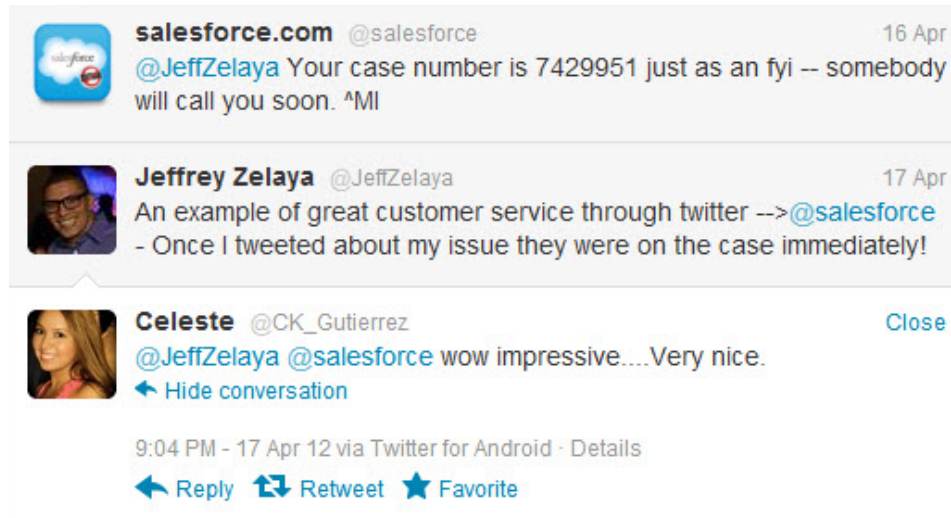 salesforce.com @salesforce 16 Apr
@JeffZelaya Your case number is 7429951 just as an fyi -- somebody
will call you soon. ^MI
Jeffrey Zelaya @JeffZelaya 17 Apr
An example of great customer service through twitter -->@salesforce
- Once I tweeted about my issue they were on the case immediately!
Celeste @CK_Gutierrez Close
@JeffZelaya @salesforce wow impressive....Very nice.
Hide conversation
9:04 PM - 17 Apr 12 via Twitter for Android · Details
Reply Retweet Favorite